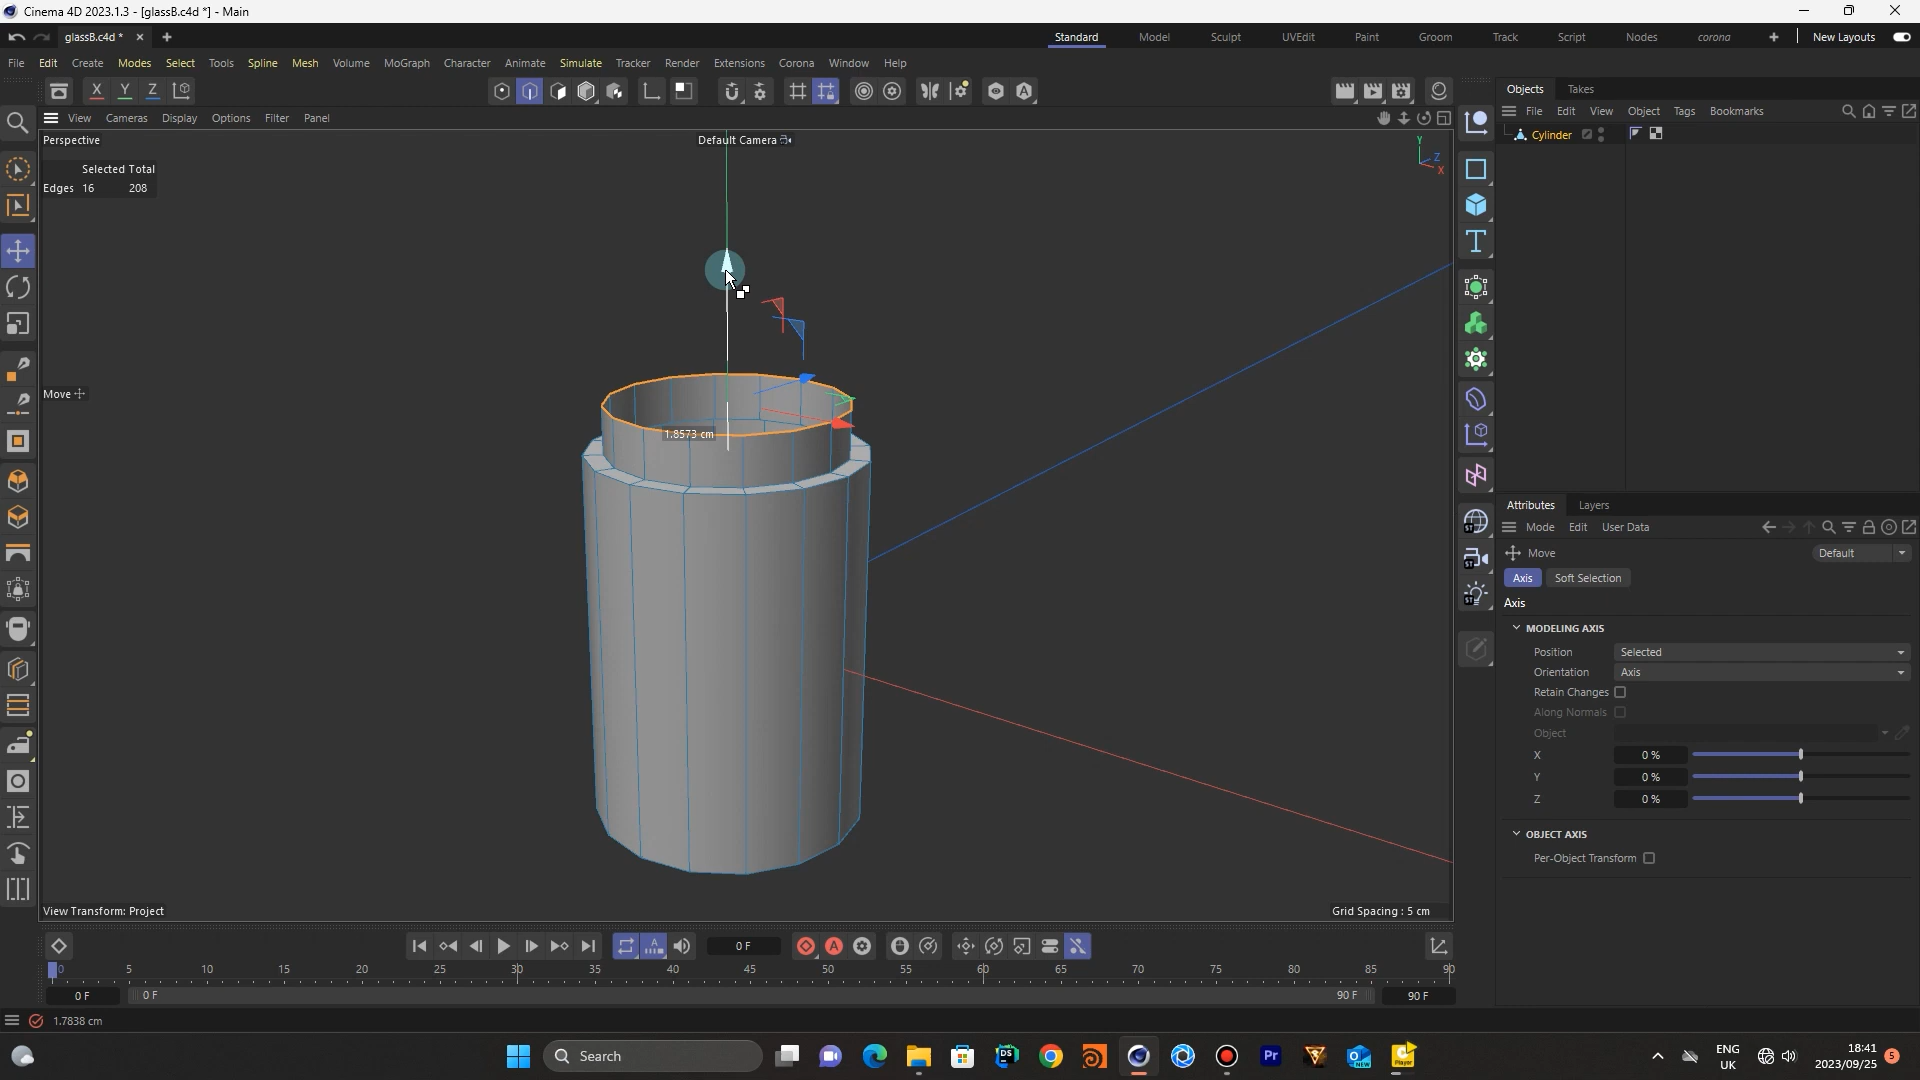 Cinema 4D 2023.1.3 - [glassB.c4d *] - Main
glassB.c4d *
Standard
Model
Sculpt
UVEdit
Paint
Groom
Track
Script
Nodes
corona
New Layouts
File
Edit
Create
Modes
Select
Tools
Spline
Mesh
Volume
MoGraph
Character
Animate
Simulate
Tracker
Render
Extensions
Corona
Window
Help
X
Y
Z
Objects
Takes
View
Cameras
Display
Options
Filter
Panel
File
Edit
View
Object
Tags
Bookmarks
Perspective
Default Camera
Cylinder
Selected Total
Edges 16 208
Y
Z
X
Move
1.8573 cm
Attributes
Layers
Mode
Edit
User Data
Move
Default
Axis
Soft Selection
Axis
MODELING AXIS
Position
Selected
Orientation
Axis
Retain Changes
Along Normals
Object
X
0 %
Y
0 %
Z
0 %
OBJECT AXIS
Per-Object Transform
View Transform: Project
Grid Spacing : 5 cm
0 F
0
5
10
15
20
25
30
35
40
45
50
55
60
65
70
75
80
85
90
0 F
0 F
90 F
90 F
1.7838 cm
Search
ENG
UK
18:41
2023/09/25
5